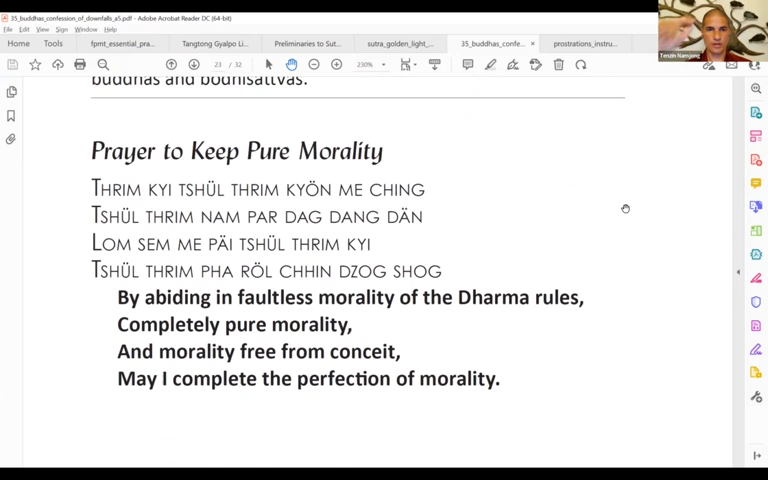 35_buddhas_confession_of_downfalls_a5.pdf - Adobe Acrobat Reader DC (64-bit)
File Edit View Sign Window Help
Home Tools fpmt_essential_pra... Tangtong Gyalpo Li... Preliminaries to Sut... sutra_golden_light_... 35_buddhas_confe... × prostrations_instru...
Tenzin Namjong
23 / 32 230%
buddhas and bodhisattvas.
Prayer to Keep Pure Morality
THRIM KYI TSHÜL THRIM KYÖN ME CHING
TSHÜL THRIM NAM PAR DAG DANG DÄN
LOM SEM ME PÄI TSHÜL THRIM KYI
TSHÜL THRIM PHA RÖL CHHIN DZOG SHOG
By abiding in faultless morality of the Dharma rules,
Completely pure morality,
And morality free from conceit,
May I complete the perfection of morality.